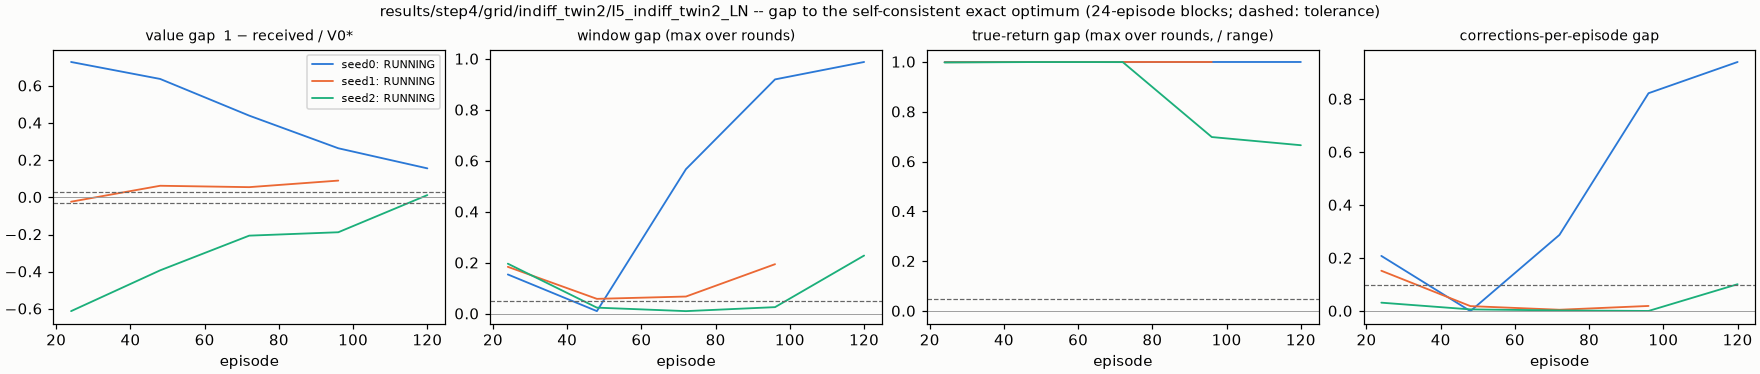 results/step4/grid/indiff_twin2/I5_indiff_twin2_LN -- gap to the self-consistent exact optimum (24-episode blocks; dashed: tolerance)
value gap  1 − received / V0*
0.6
0.4
0.2
0.0
−0.2
−0.4
−0.6
20 40 60 80 100 120
episode
seed0: RUNNING
seed1: RUNNING
seed2: RUNNING
window gap (max over rounds)
1.0
0.8
0.6
0.4
0.2
0.0
20 40 60 80 100 120
episode
true-return gap (max over rounds, / range)
1.0
0.8
0.6
0.4
0.2
0.0
20 40 60 80 100 120
episode
corrections-per-episode gap
0.8
0.6
0.4
0.2
0.0
20 40 60 80 100 120
episode